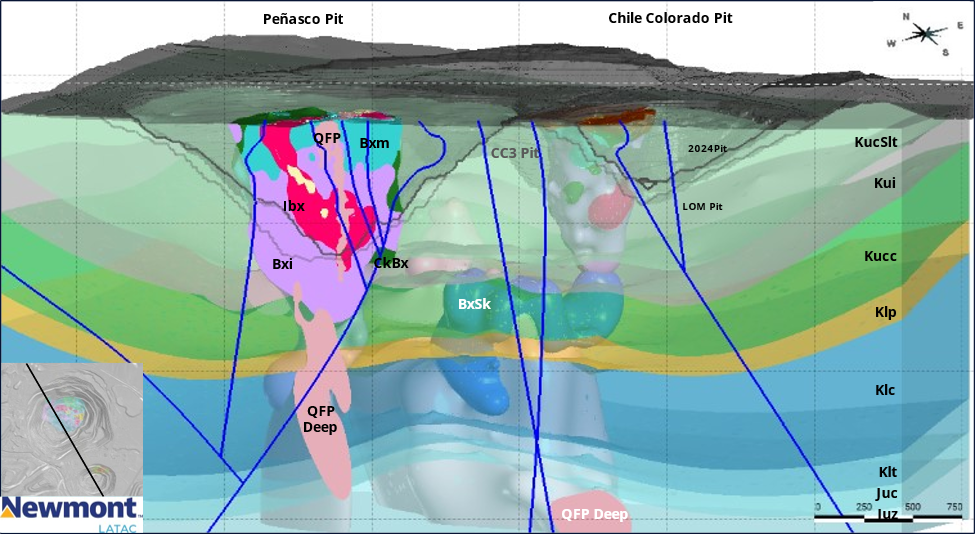 Peñasco Pit
Chile Colorado Pit
N
E
W
S
QFP
Bxm
CC3 Pit
2024Pit
KucSlt
Kui
Ibx
LOM Pit
Bxi
CkBx
Kucc
BxSk
Klp
Klc
QFP
Deep
Klt
Juc
QFP Deep
0 250 500 750
Juz
Newmont
LATAC